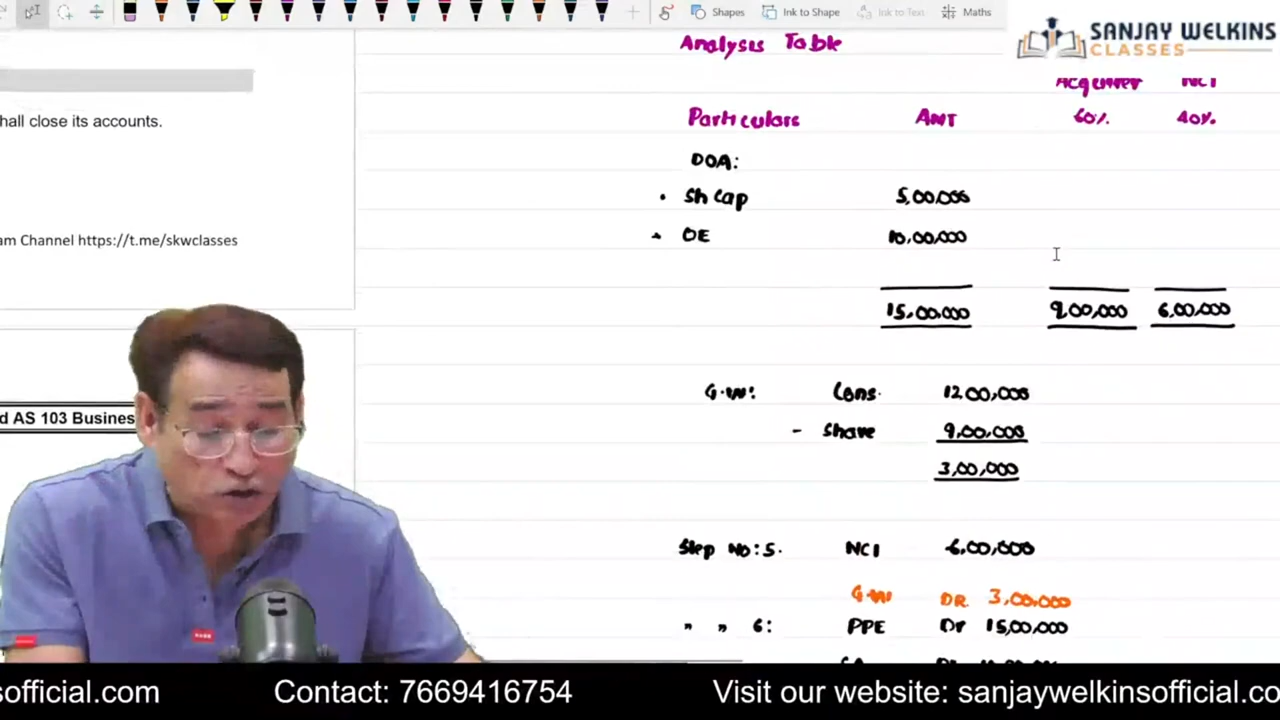 Shapes Ink to Shape Ink to Text Maths
SANJAY WELKINS
CLASSES
Analysis Table
Acquirer NCI
Particulars AMT 60% 40%
hall close its accounts.
DOA:
• Sh Cap 5,00,000
• OE 10,00,000
am Channel https://t.me/skwclasses
15,00,000 9,00,000 6,00,000
G.W: Cons. 12,00,000
- Share 9,00,000
3,00,000
d AS 103 Busines
Step No: 5. NCI 6,00,000
G.W DR. 3,00,000
" " 6: PPE Dr 15,00,000
sofficial.com Contact: 7669416754 Visit our website: sanjaywelkinsofficial.co